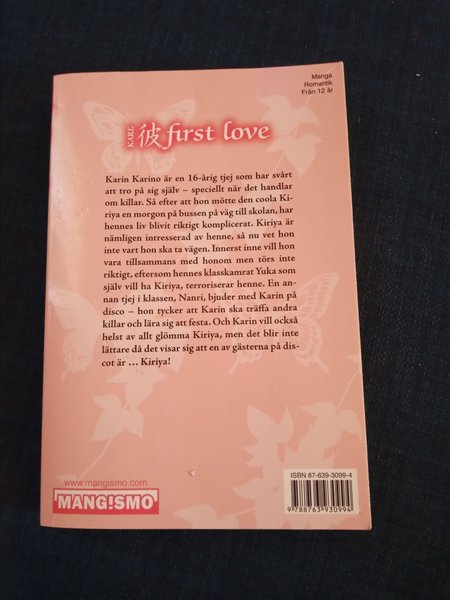 Manga
Romantik
Från 12 år
KARE
彼 first love
Karin Karino är en 16-årig tjej som har svårt
att tro på sig själv – speciellt när det handlar
om killar. Så efter att hon mötte den coola Ki-
riya en morgon på bussen på väg till skolan, har
hennes liv blivit riktigt komplicerat. Kiriya är
nämligen intresserad av henne, så nu vet hon
inte vart hon ska ta vägen. Innerst inne vill hon
vara tillsammans med honom men törs inte
riktigt, eftersom hennes klasskamrat Yuka som
själv vill ha Kiriya, terroriserar henne. En an-
nan tjej i klassen, Nanri, bjuder med Karin på
disco – hon tycker att Karin ska träffa andra
killar och lära sig att festa. Och Karin vill också
helst av allt glömma Kiriya, men det blir inte
lättare då det visar sig att en av gästerna på dis-
cot är ... Kiriya!
www.mangismo.com
MANG!SMO
ISBN 87-639-3099-4
9 788763 930994